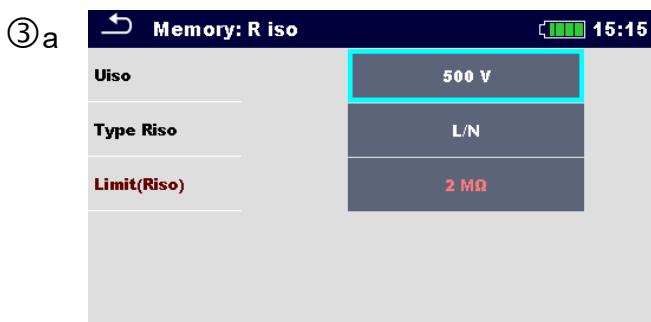 ③a
Memory: R iso 15:15
Uiso 500 V
Type Riso L/N
Limit(Riso) 2 MΩ